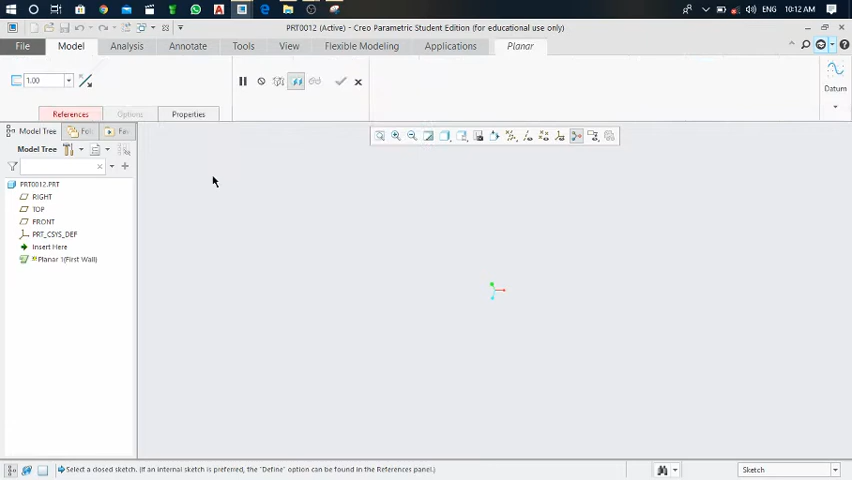 ENG 10:12 AM
PRT0012 (Active) - Creo Parametric Student Edition (for educational use only)
File Model Analysis Annotate Tools View Flexible Modeling Applications Planar
1.00
Datum
References Options Properties
Model Tree Fol Fav
Model Tree
PRT0012.PRT
RIGHT
TOP
FRONT
PRT_CSYS_DEF
Insert Here
Planar 1(First Wall)
Select a closed sketch. (If an internal sketch is preferred, the "Define" option can be found in the References panel.)
Sketch